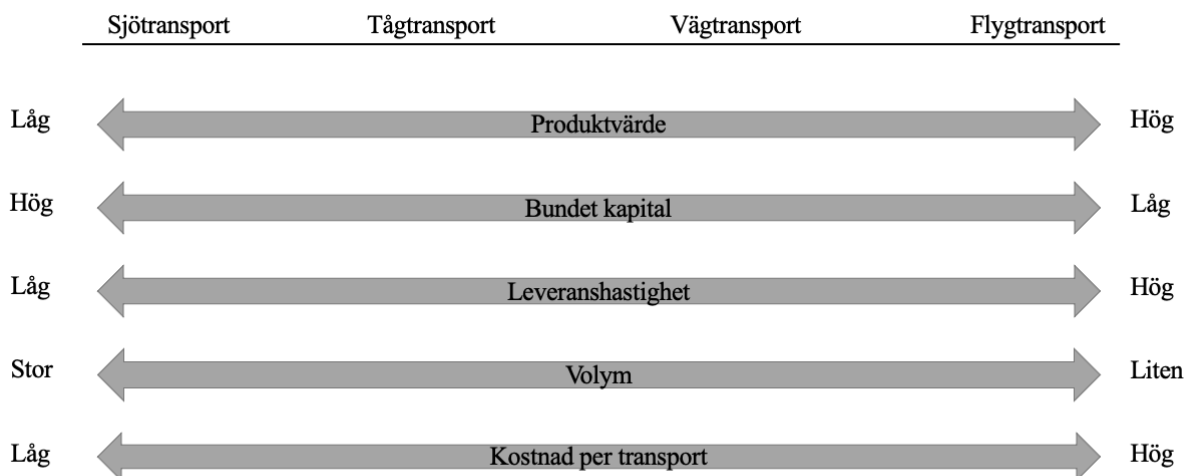 Sjötransport Tågtransport Vägtransport Flygtransport
Låg Produktvärde Hög
Hög Bundet kapital Låg
Låg Leveranshastighet Hög
Stor Volym Liten
Låg Kostnad per transport Hög